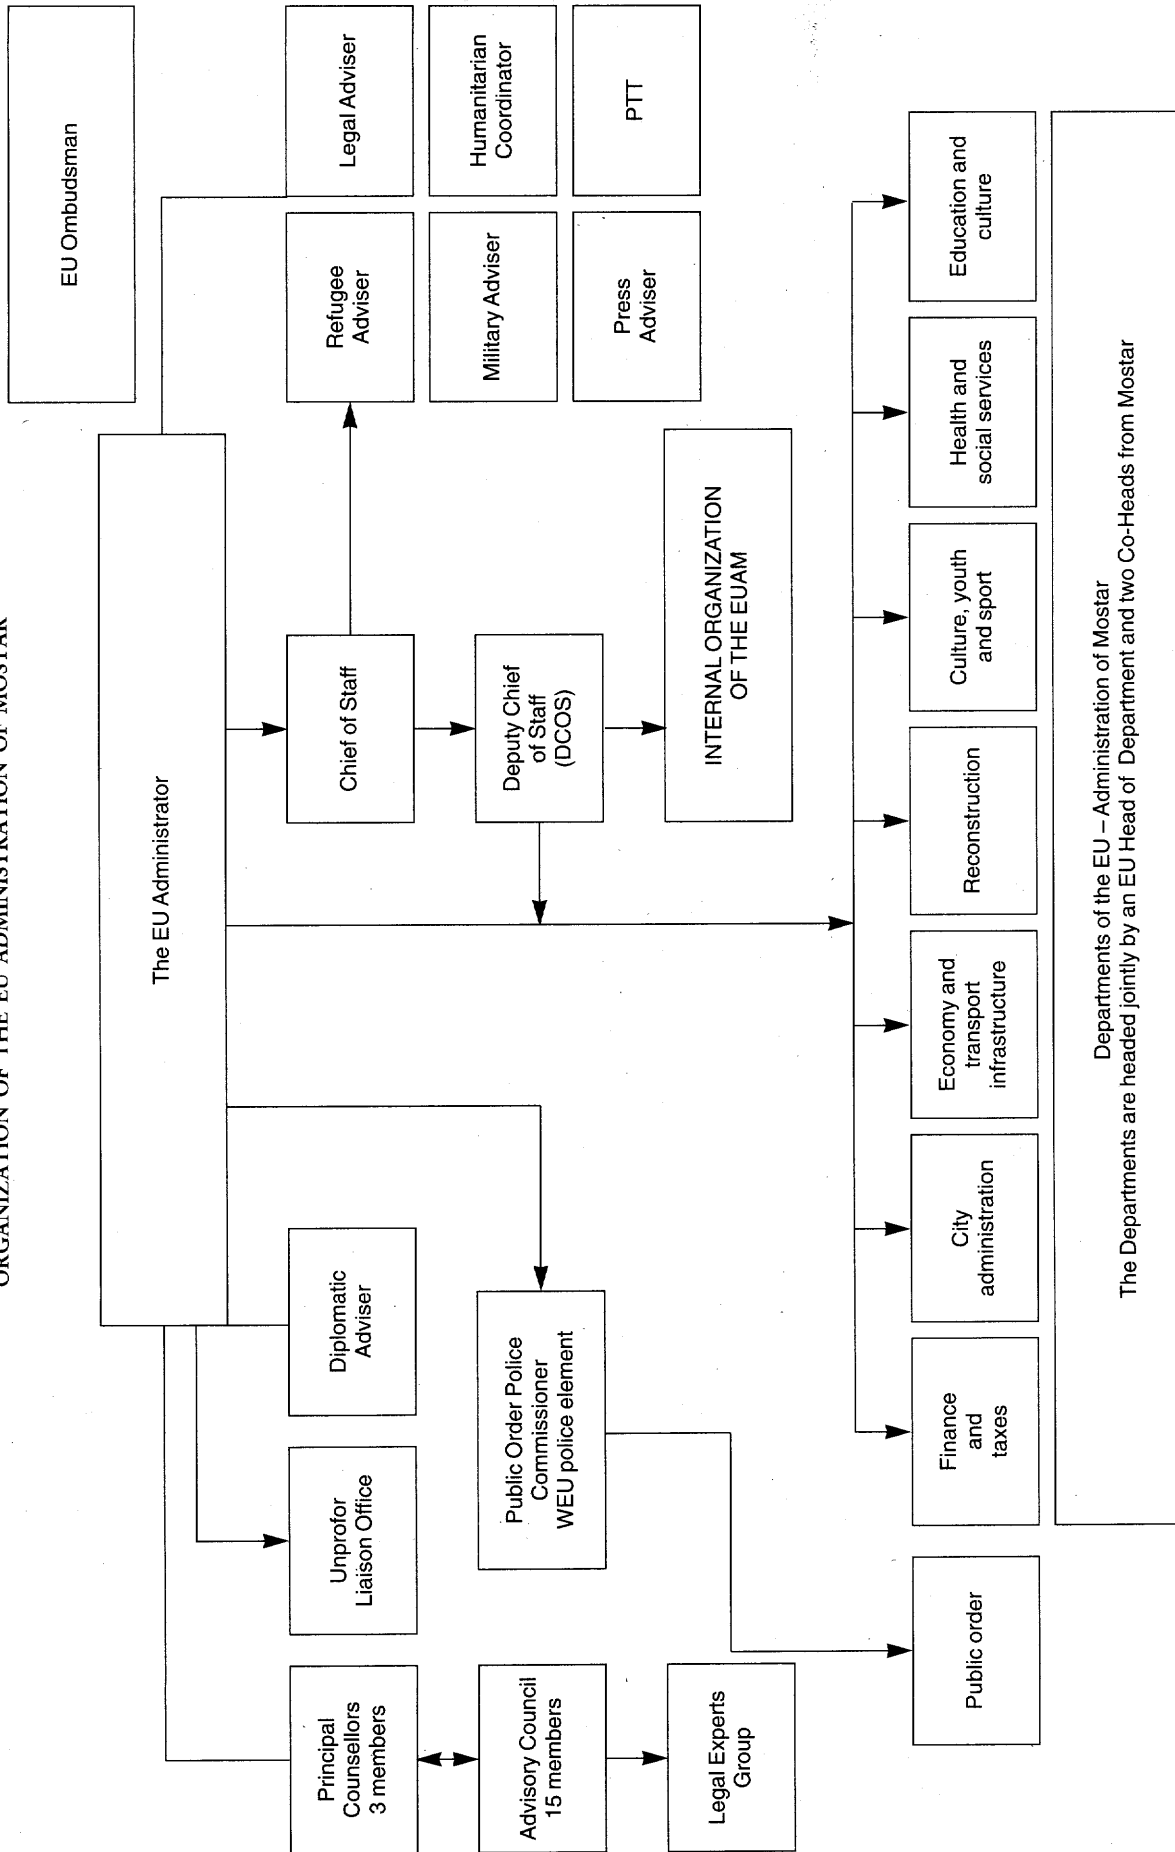 ORGANIZATION OF THE EU ADMINISTRATION OF MOSTAR
EU Ombudsman
The EU Administrator
Principal
Counsellors
3 members
Unprofor
Liaison Office
Diplomatic
Adviser
Chief of Staff
Refugee
Adviser
Legal Adviser
Military Adviser
Humanitarian
Coordinator
Press
Adviser
PTT
Advisory Council
15 members
Public Order Police
Commissioner
WEU police element
Deputy Chief
of Staff
(DCOS)
Legal Experts
Group
INTERNAL ORGANIZATION
OF THE EUAM
Public order
Finance
and
taxes
City
administration
Economy and
transport
infrastructure
Reconstruction
Culture, youth
and sport
Health and
social services
Education and
culture
Departments of the EU – Administration of Mostar
The Departments are headed jointly by an EU Head of Department and two Co-Heads from Mostar